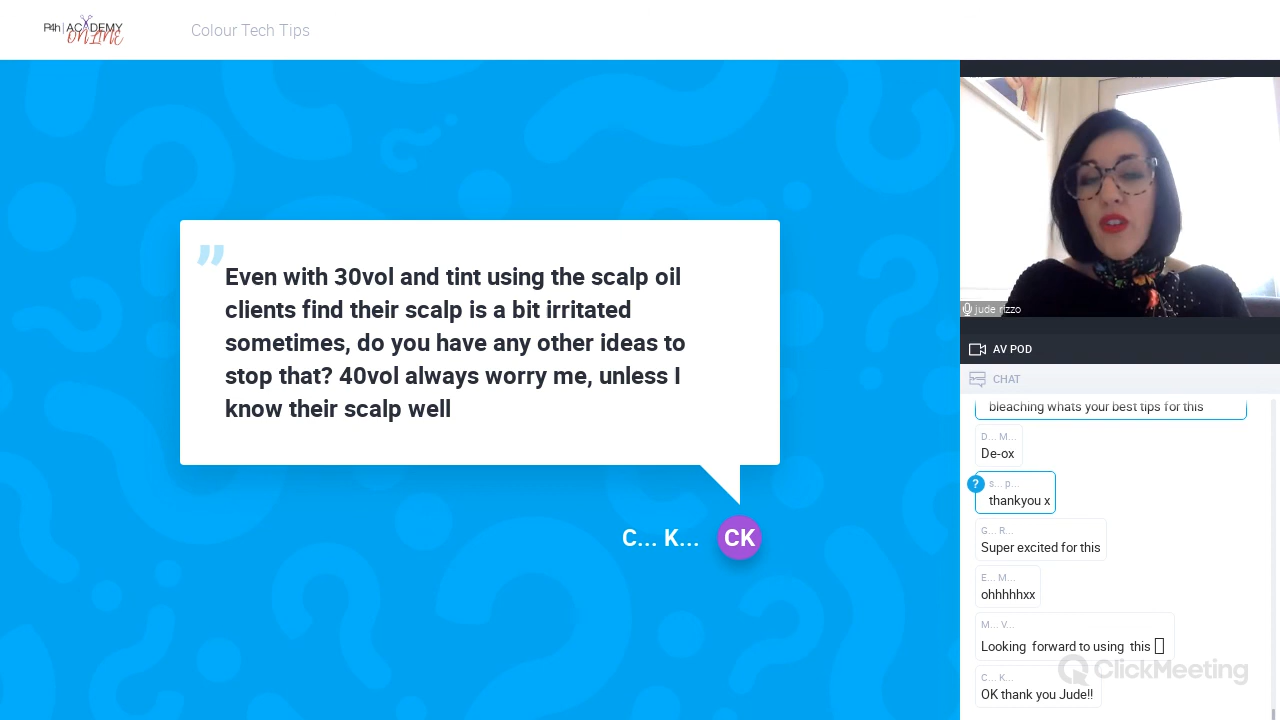 P4h ACADEMY
ONLINE
Colour Tech Tips
Even with 30vol and tint using the scalp oil
clients find their scalp is a bit irritated
sometimes, do you have any other ideas to
stop that? 40vol always worry me, unless I
know their scalp well
C... K...
CK
jude rizzo
AV POD
CHAT
bleaching whats your best tips for this
D... M...
De-ox
?
s... p...
thankyou x
G... R...
Super excited for this
E... M...
ohhhhhxx
M... V...
Looking forward to using this
C... K...
OK thank you Jude!!
ClickMeeting